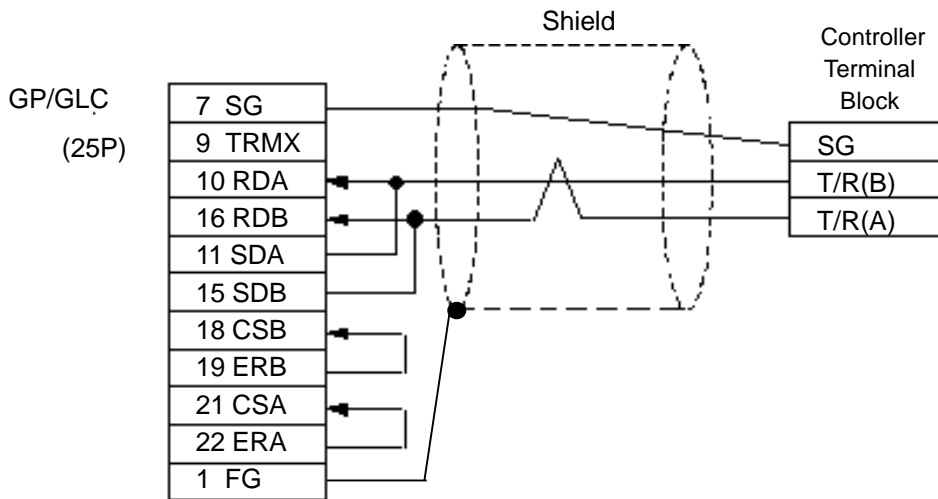 Shield
Controller
Terminal
Block
GP/GLC
(25P)
7 SG
9 TRMX
10 RDA
16 RDB
11 SDA
15 SDB
18 CSB
19 ERB
21 CSA
22 ERA
1 FG
SG
T/R(B)
T/R(A)